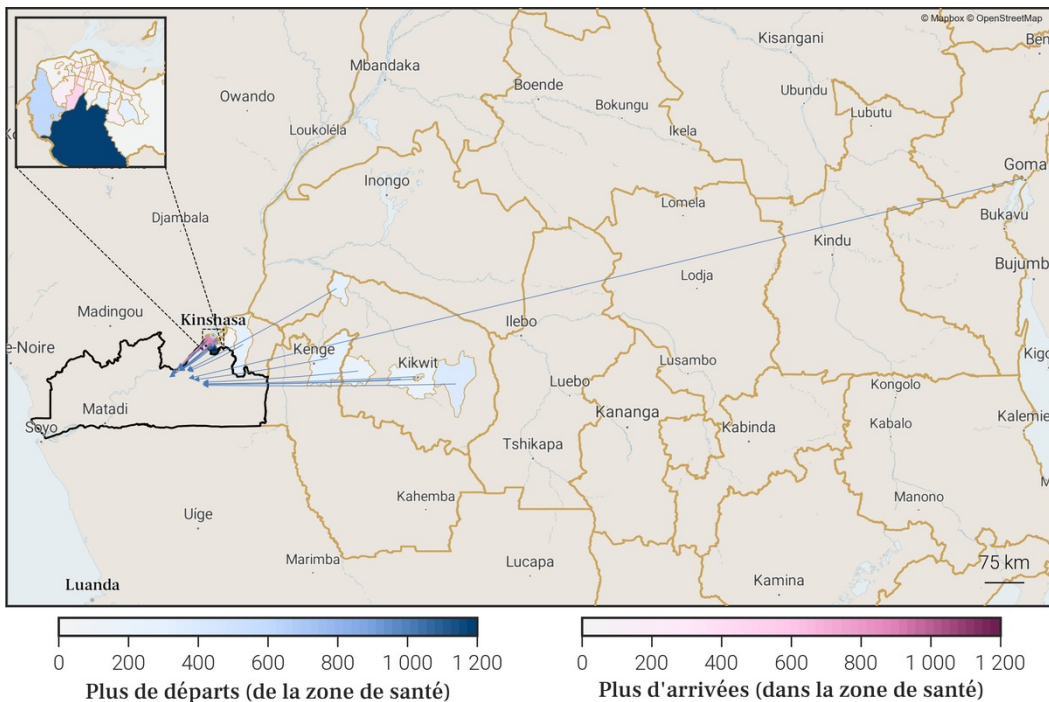 © Mapbox © OpenStreetMap
Kisangani
Mbandaka
Boende
Ubundu
Owando
Bokungu
Lubutu
Loukoléla
Ikela
Goma
Inongo
Lomela
Bukavu
Djambala
Kindu
Lodja
Bujumb
Madingou
Kinshasa
Ilebo
e-Noire
Kenge
Kikwit
Lusambo
Kigo
Luebo
Kongolo
Matadi
Kananga
Kalemie
Soyo
Kabinda
Kabalo
Tshikapa
Kahemba
Manono
Uíge
Marimba
Lucapa
75 km
Luanda
Kamina
0 200 400 600 800 1 000 1 200
Plus de départs (de la zone de santé)
0 200 400 600 800 1 000 1 200
Plus d'arrivées (dans la zone de santé)